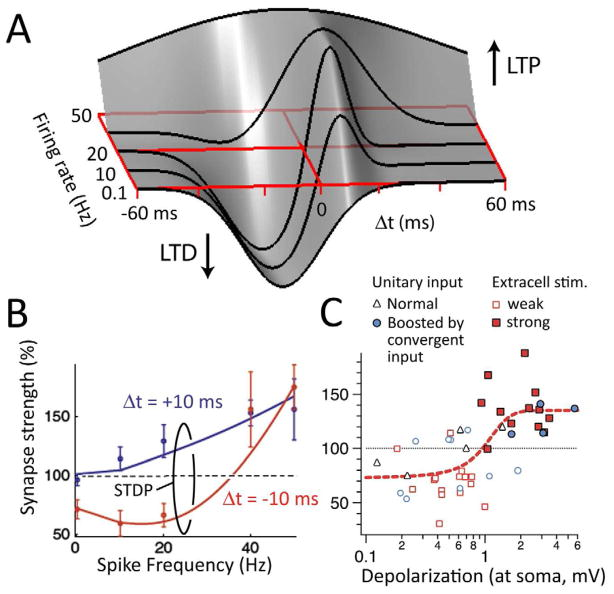 A
LTP
Firing rate (Hz)
50
20
10
0.1
-60 ms
0
60 ms
Δt (ms)
LTD
B
Synapse strength (%)
150
100
50
Δt = +10 ms
STDP
Δt = -10 ms
0
20
40
Spike Frequency (Hz)
C
Unitary input
Normal
Boosted by
convergent
input
Extracell stim.
weak
strong
150
100
50
0.1
2
4
6
1
2
3
4
5
6
Depolarization (at soma, mV)